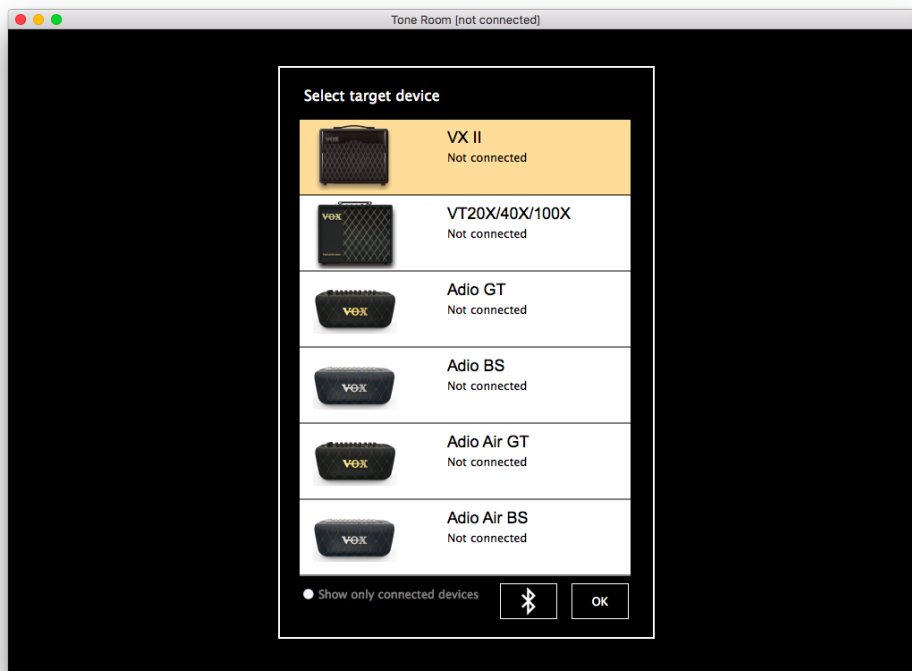 Tone Room [not connected]
Select target device
VX II
Not connected
VOX
VT20X/40X/100X
Not connected
VOX
Adio GT
Not connected
VOX
Adio BS
Not connected
VOX
Adio Air GT
Not connected
VOX
Adio Air BS
Not connected
Show only connected devices
OK